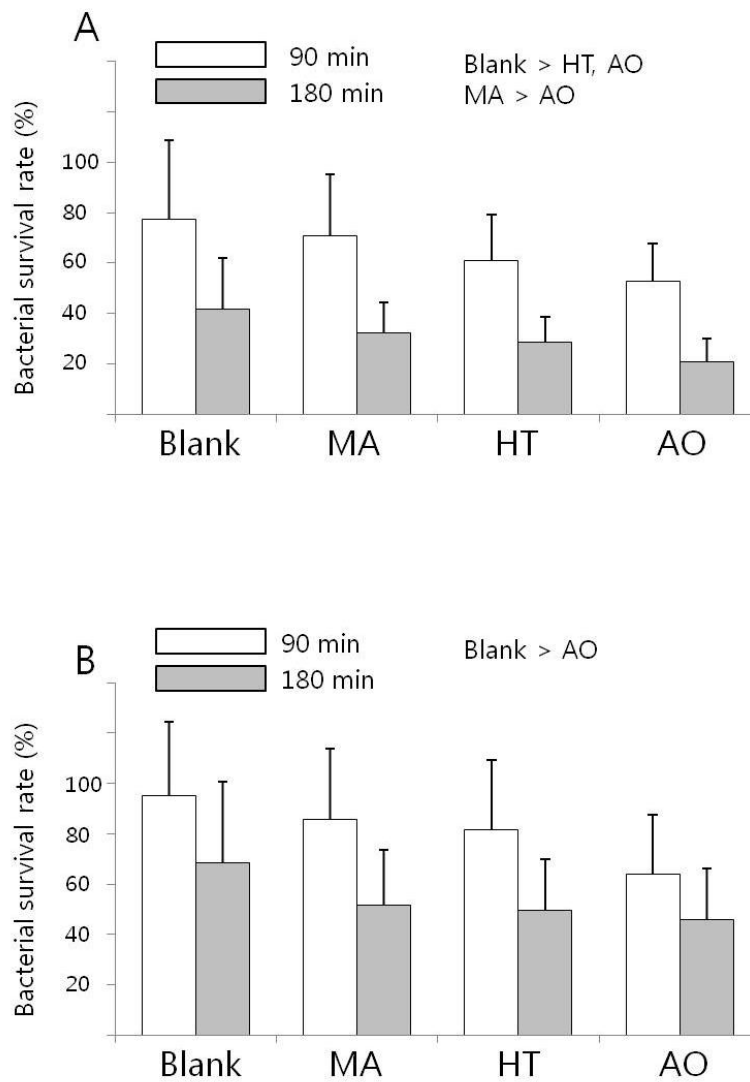 A
90 min
180 min
Blank > HT, AO
MA > AO
Bacterial survival rate (%)
100
80
60
40
20
Blank MA HT AO
B
90 min
180 min
Blank > AO
Bacterial survival rate (%)
100
80
60
40
20
Blank MA HT AO